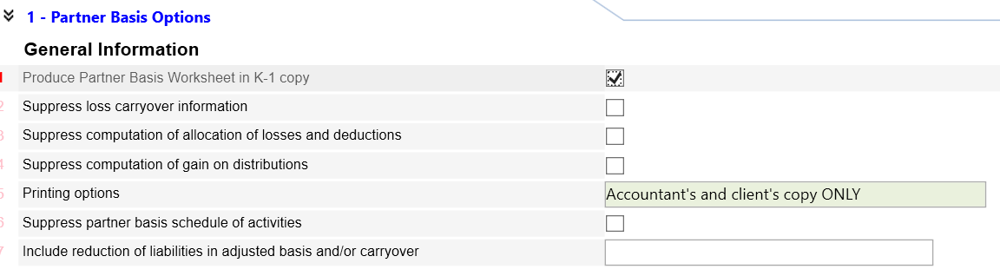 1 - Partner Basis Options
General Information
1 Produce Partner Basis Worksheet in K-1 copy
2 Suppress loss carryover information
3 Suppress computation of allocation of losses and deductions
4 Suppress computation of gain on distributions
5 Printing options Accountant's and client's copy ONLY
6 Suppress partner basis schedule of activities
7 Include reduction of liabilities in adjusted basis and/or carryover